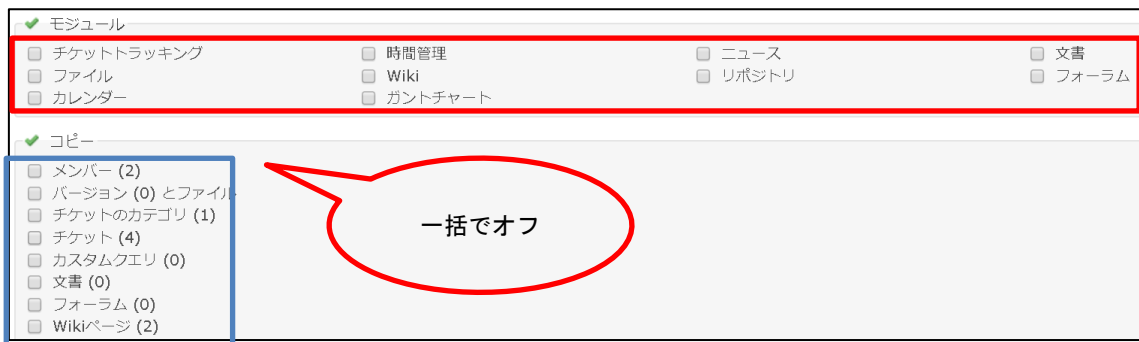 モジュール
チケットトラッキング 時間管理 ニュース 文書
ファイル Wiki リポジトリ フォーラム
カレンダー ガントチャート
コピー
メンバー (2)
バージョン (0) とファイル
チケットのカテゴリ (1)
チケット (4)
カスタムクエリ (0)
文書 (0)
フォーラム (0)
Wikiページ (2)
一括でオフ